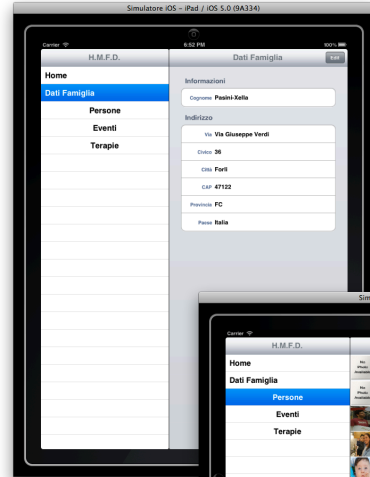 Simulatore iOS - iPad / iOS 5.0 (9A334)
Carrier 6:52 PM 100%
H.M.F.D. Dati Famiglia Edit
Home
Dati Famiglia
Persone
Eventi
Terapie
Informazioni
Cognome Pasini-Xella
Indirizzo
Via Via Giuseppe Verdi
Civico 36
Città Forlì
CAP 47122
Provincia FC
Paese Italia
Sim
Carrier
H.M.F.D.
Home
Dati Famiglia
Persone
Eventi
Terapie
No
Photo
Available
No
Photo
Available